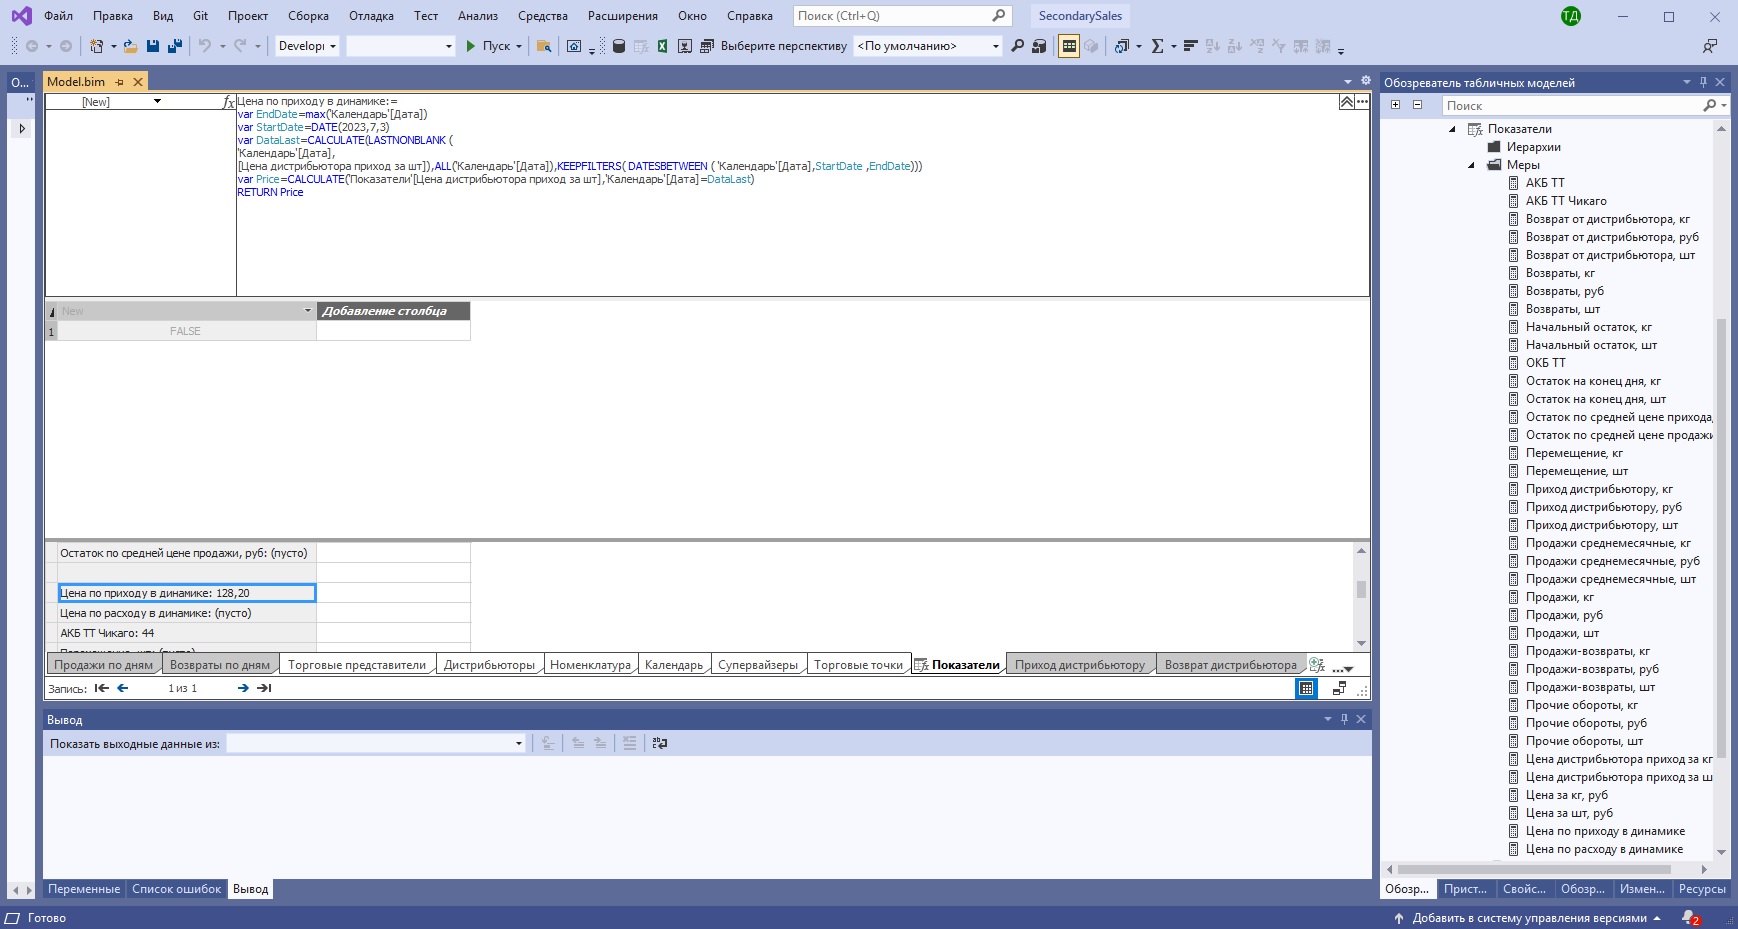 Файл Правка Вид Git Проект Сборка Отладка Тест Анализ Средства Расширения Окно Справка Поиск (Ctrl+Q) SecondarySales ТД
Developi Пуск Выберите перспективу <По умолчанию>
О... Model.bim Обозреватель табличных моделей
[New] fx Цена по приходу в динамике:=
var EndDate=max('Календарь'[Дата])
var StartDate=DATE(2023,7,3)
var DataLast=CALCULATE(LASTNONBLANK (
'Календарь'[Дата],
[Цена дистрибьютора приход за шт]),ALL('Календарь'[Дата]),KEEPFILTERS( DATESBETWEEN ( 'Календарь'[Дата],StartDate ,EndDate)))
var Price=CALCULATE('Показатели'[Цена дистрибьютора приход за шт],'Календарь'[Дата]=DataLast)
RETURN Price
New Добавление столбца
1 FALSE
Остаток по средней цене продажи, руб: (пусто)
Цена по приходу в динамике: 128,20
Цена по расходу в динамике: (пусто)
АКБ ТТ Чикаго: 44
Продажи по дням Возвраты по дням Торговые представители Дистрибьюторы Номенклатура Календарь Супервайзеры Торговые точки Показатели Приход дистрибьютору Возврат дистрибьютора
Запись: 1 из 1
Вывод
Показать выходные данные из:
Переменные Список ошибок Вывод
Поиск
Показатели
Иерархии
Меры
АКБ ТТ
АКБ ТТ Чикаго
Возврат от дистрибьютора, кг
Возврат от дистрибьютора, руб
Возврат от дистрибьютора, шт
Возвраты, кг
Возвраты, руб
Возвраты, шт
Начальный остаток, кг
Начальный остаток, шт
ОКБ ТТ
Остаток на конец дня, кг
Остаток на конец дня, шт
Остаток по средней цене прихода,
Остаток по средней цене продажи
Перемещение, кг
Перемещение, шт
Приход дистрибьютору, кг
Приход дистрибьютору, руб
Приход дистрибьютору, шт
Продажи среднемесячные, кг
Продажи среднемесячные, руб
Продажи среднемесячные, шт
Продажи, кг
Продажи, руб
Продажи, шт
Продажи-возвраты, кг
Продажи-возвраты, руб
Продажи-возвраты, шт
Прочие обороты, кг
Прочие обороты, руб
Прочие обороты, шт
Цена дистрибьютора приход за кг
Цена дистрибьютора приход за ш
Цена за кг, руб
Цена за шт, руб
Цена по приходу в динамике
Цена по расходу в динамике
Обозр... Прист... Свойс... Обозр... Измен... Ресурсы
Готово Добавить в систему управления версиями 2